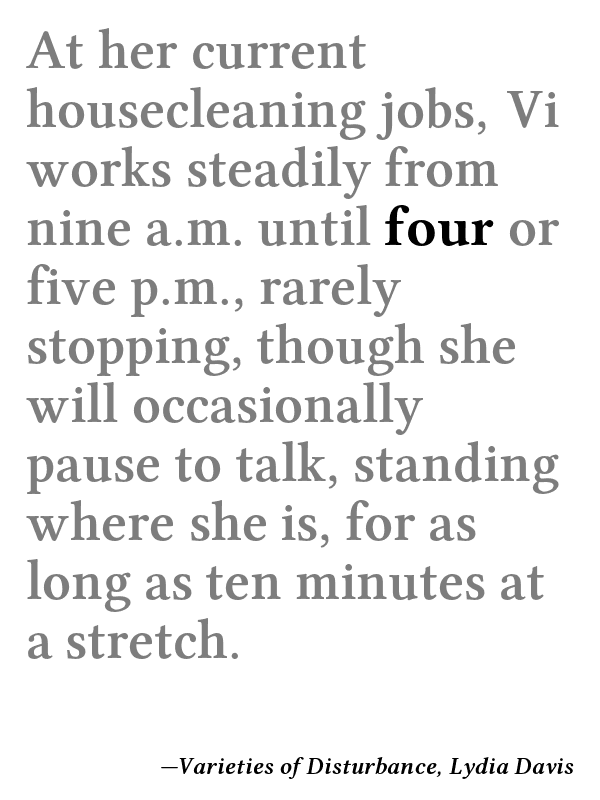 At her current
housecleaning jobs, Vi
works steadily from
nine a.m. until four or
five p.m., rarely
stopping, though she
will occasionally
pause to talk, standing
where she is, for as
long as ten minutes at
a stretch.
—Varieties of Disturbance, Lydia Davis